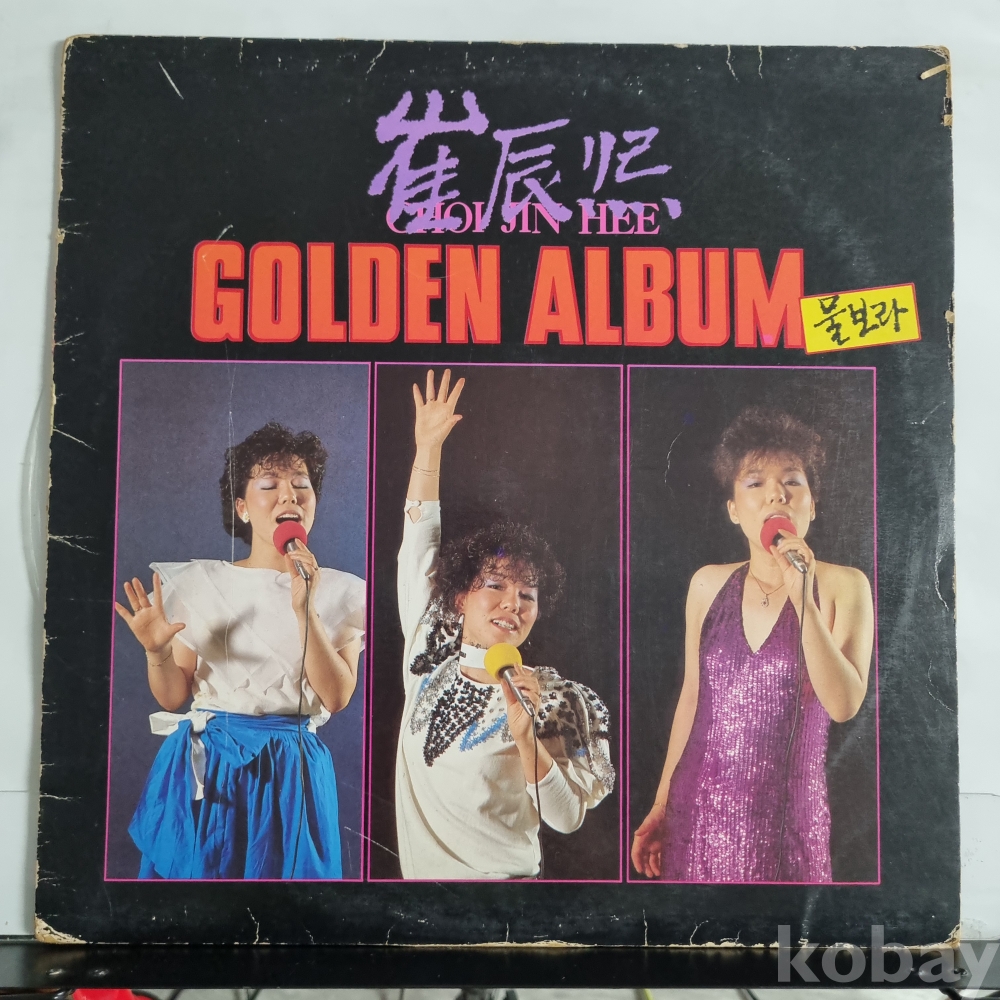 崔辰熙
CHOI JIN HEE
GOLDEN ALBUM
물보라
kobay